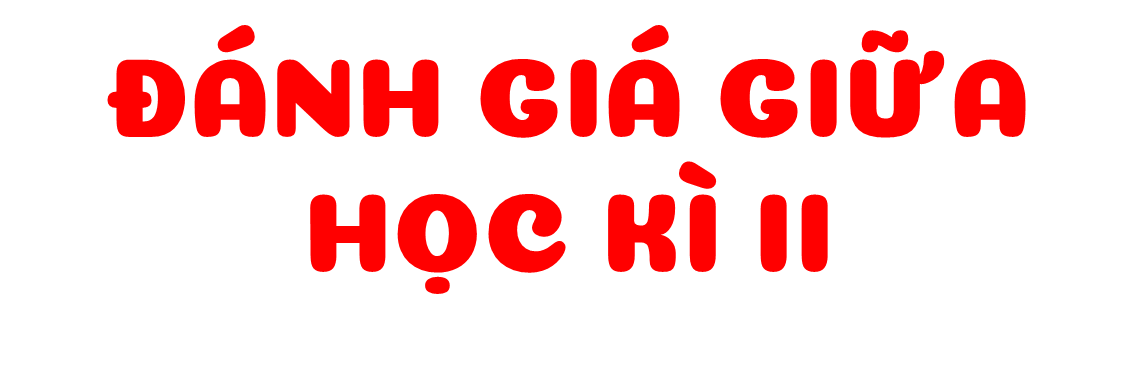 ĐÁNH GIÁ GIỮA
HỌC KÌ II